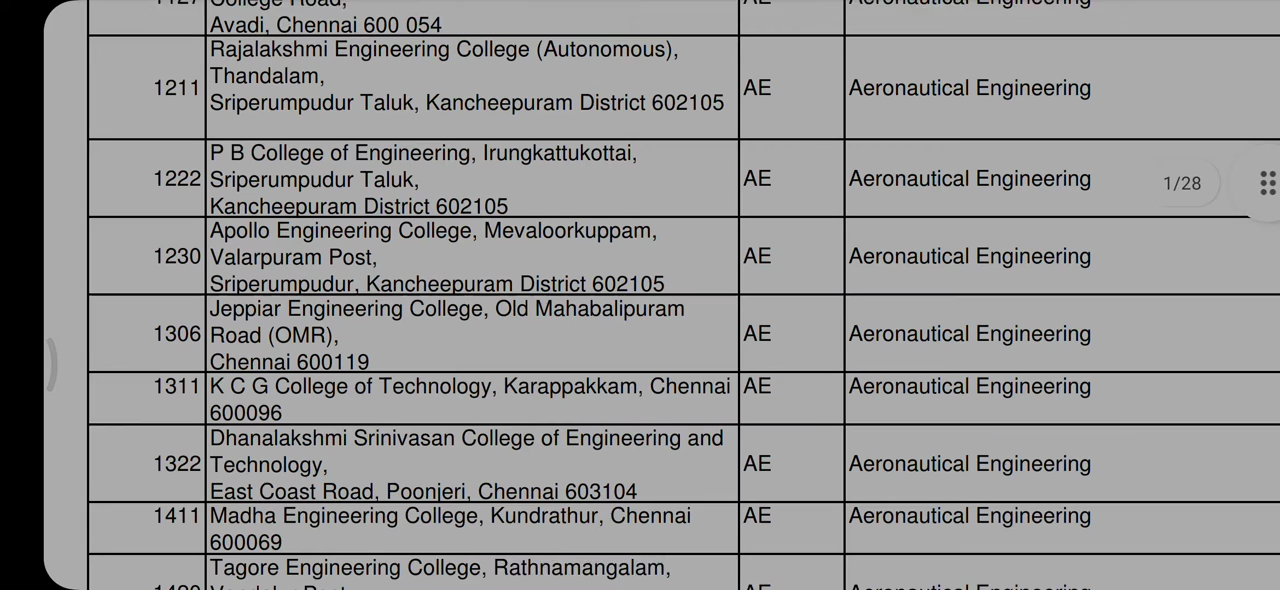 College Road,
Avadi, Chennai 600 054
1211
Rajalakshmi Engineering College (Autonomous),
Thandalam,
Sriperumpudur Taluk, Kancheepuram District 602105
AE
Aeronautical Engineering
1222
P B College of Engineering, Irungkattukottai,
Sriperumpudur Taluk,
Kancheepuram District 602105
AE
Aeronautical Engineering
1/28
1230
Apollo Engineering College, Mevaloorkuppam,
Valarpuram Post,
Sriperumpudur, Kancheepuram District 602105
AE
Aeronautical Engineering
1306
Jeppiar Engineering College, Old Mahabalipuram
Road (OMR),
Chennai 600119
AE
Aeronautical Engineering
1311
K C G College of Technology, Karappakkam, Chennai
600096
AE
Aeronautical Engineering
1322
Dhanalakshmi Srinivasan College of Engineering and
Technology,
East Coast Road, Poonjeri, Chennai 603104
AE
Aeronautical Engineering
1411
Madha Engineering College, Kundrathur, Chennai
600069
AE
Aeronautical Engineering
Tagore Engineering College, Rathnamangalam,
AE
Aeronautical Engineering